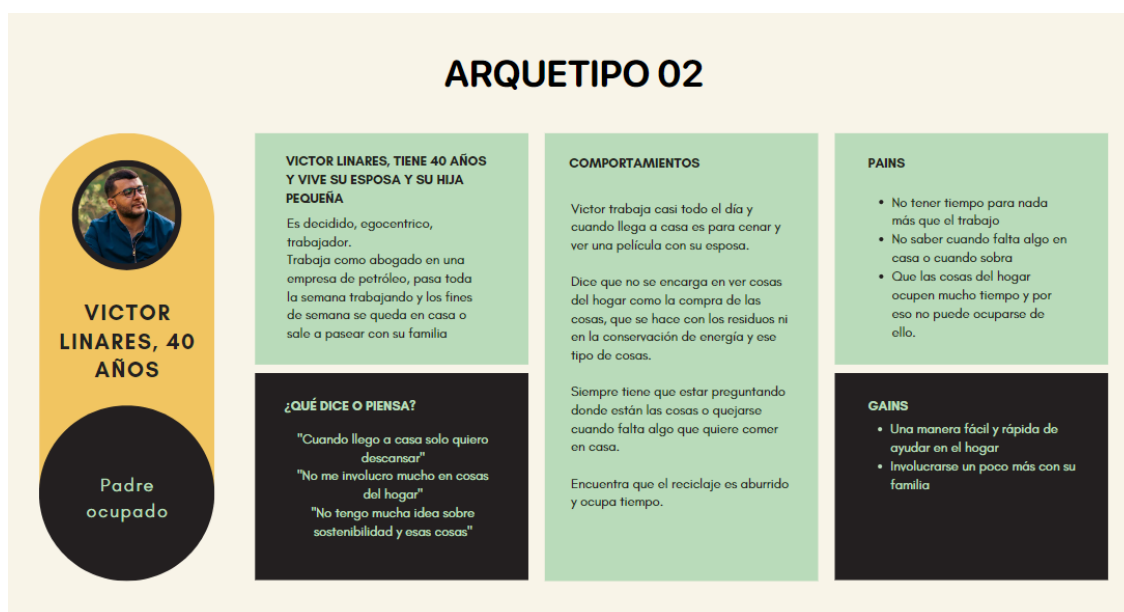 ARQUETIPO 02
VICTOR
LINARES, 40
AÑOS
Padre
ocupado
VICTOR LINARES, TIENE 40 AÑOS
Y VIVE SU ESPOSA Y SU HIJA
PEQUEÑA
Es decidido, egocentrico,
trabajador.
Trabaja como abogado en una
empresa de petróleo, pasa toda
la semana trabajando y los fines
de semana se queda en casa o
sale a pasear con su familia
¿QUÉ DICE O PIENSA?
"Cuando llego a casa solo quiero
descansar"
"No me involucro mucho en cosas
del hogar"
"No tengo mucha idea sobre
sostenibilidad y esas cosas"
COMPORTAMIENTOS
Victor trabaja casi todo el día y
cuando llega a casa es para cenar y
ver una película con su esposa.
Dice que no se encarga en ver cosas
del hogar como la compra de las
cosas, que se hace con los residuos ni
en la conservación de energía y ese
tipo de cosas.
Siempre tiene que estar preguntando
donde están las cosas o quejarse
cuando falta algo que quiere comer
en casa.
Encuentra que el reciclaje es aburrido
y ocupa tiempo.
PAINS
• No tener tiempo para nada
más que el trabajo
• No saber cuando falta algo en
casa o cuando sobra
• Que las cosas del hogar
ocupen mucho tiempo y por
eso no puede ocuparse de
ello.
GAINS
• Una manera fácil y rápida de
ayudar en el hogar
• Involucrarse un poco más con su
familia